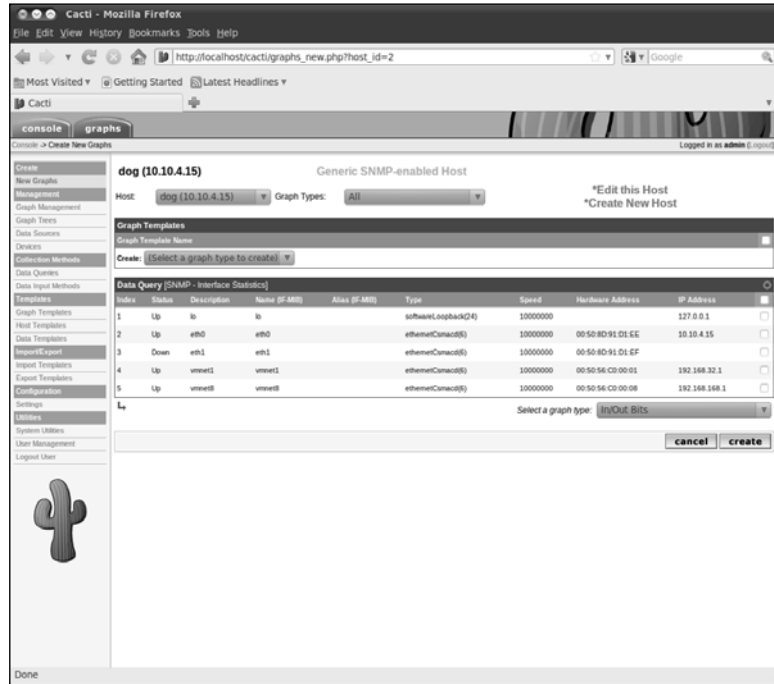 Cacti - Mozilla Firefox
File Edit View History Bookmarks Tools Help
http://localhost/cacti/graphs_new.php?host_id=2
Google
Most Visited Getting Started Latest Headlines
Cacti
console graphs
Console -> Create New Graphs Logged in as admin (Logout)
Create
New Graphs
Management
Graph Management
Graph Trees
Data Sources
Devices
Collection Methods
Data Queries
Data Input Methods
Templates
Graph Templates
Host Templates
Data Templates
Import/Export
Import Templates
Export Templates
Configuration
Settings
Utilities
System Utilities
User Management
Logout User
dog (10.10.4.15) Generic SNMP-enabled Host
Host: dog (10.10.4.15) Graph Types: All
*Edit this Host
*Create New Host
Graph Templates
Graph Template Name
Create: (Select a graph type to create)
Data Query [SNMP - Interface Statistics]
Index Status Description Name (IF-MIB) Alias (IF-MIB) Type Speed Hardware Address IP Address
1 Up lo lo softwareLoopback(24) 10000000 127.0.0.1
2 Up eth0 eth0 ethernetCsmacd(6) 10000000 00:50:8D:91:D1:EE 10.10.4.15
3 Down eth1 eth1 ethernetCsmacd(6) 10000000 00:50:8D:91:D1:EF
4 Up vmnet1 vmnet1 ethernetCsmacd(6) 10000000 00:50:56:C0:00:01 192.168.32.1
5 Up vmnet8 vmnet8 ethernetCsmacd(6) 10000000 00:50:56:C0:00:08 192.168.168.1
Select a graph type: In/Out Bits
cancel create
Done